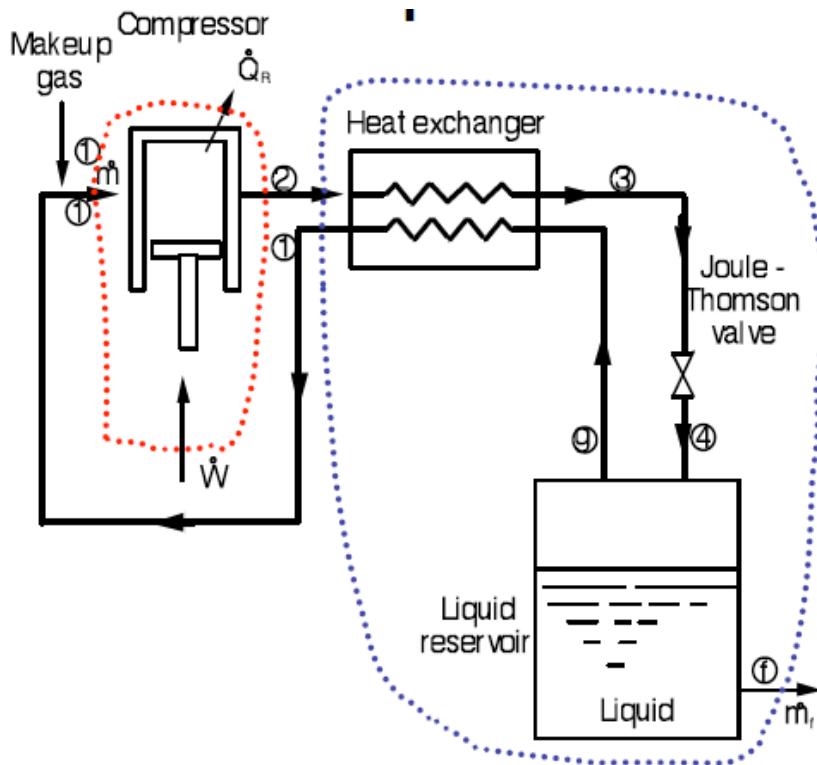 Compressor
Makeup
gas
Q̇R
Heat exchanger
①
ṁ
①
②
③
①
Joule -
Thomson
valve
⑨
④
Ẇ
Liquid
reservoir
Liquid
ⓕ
ṁf